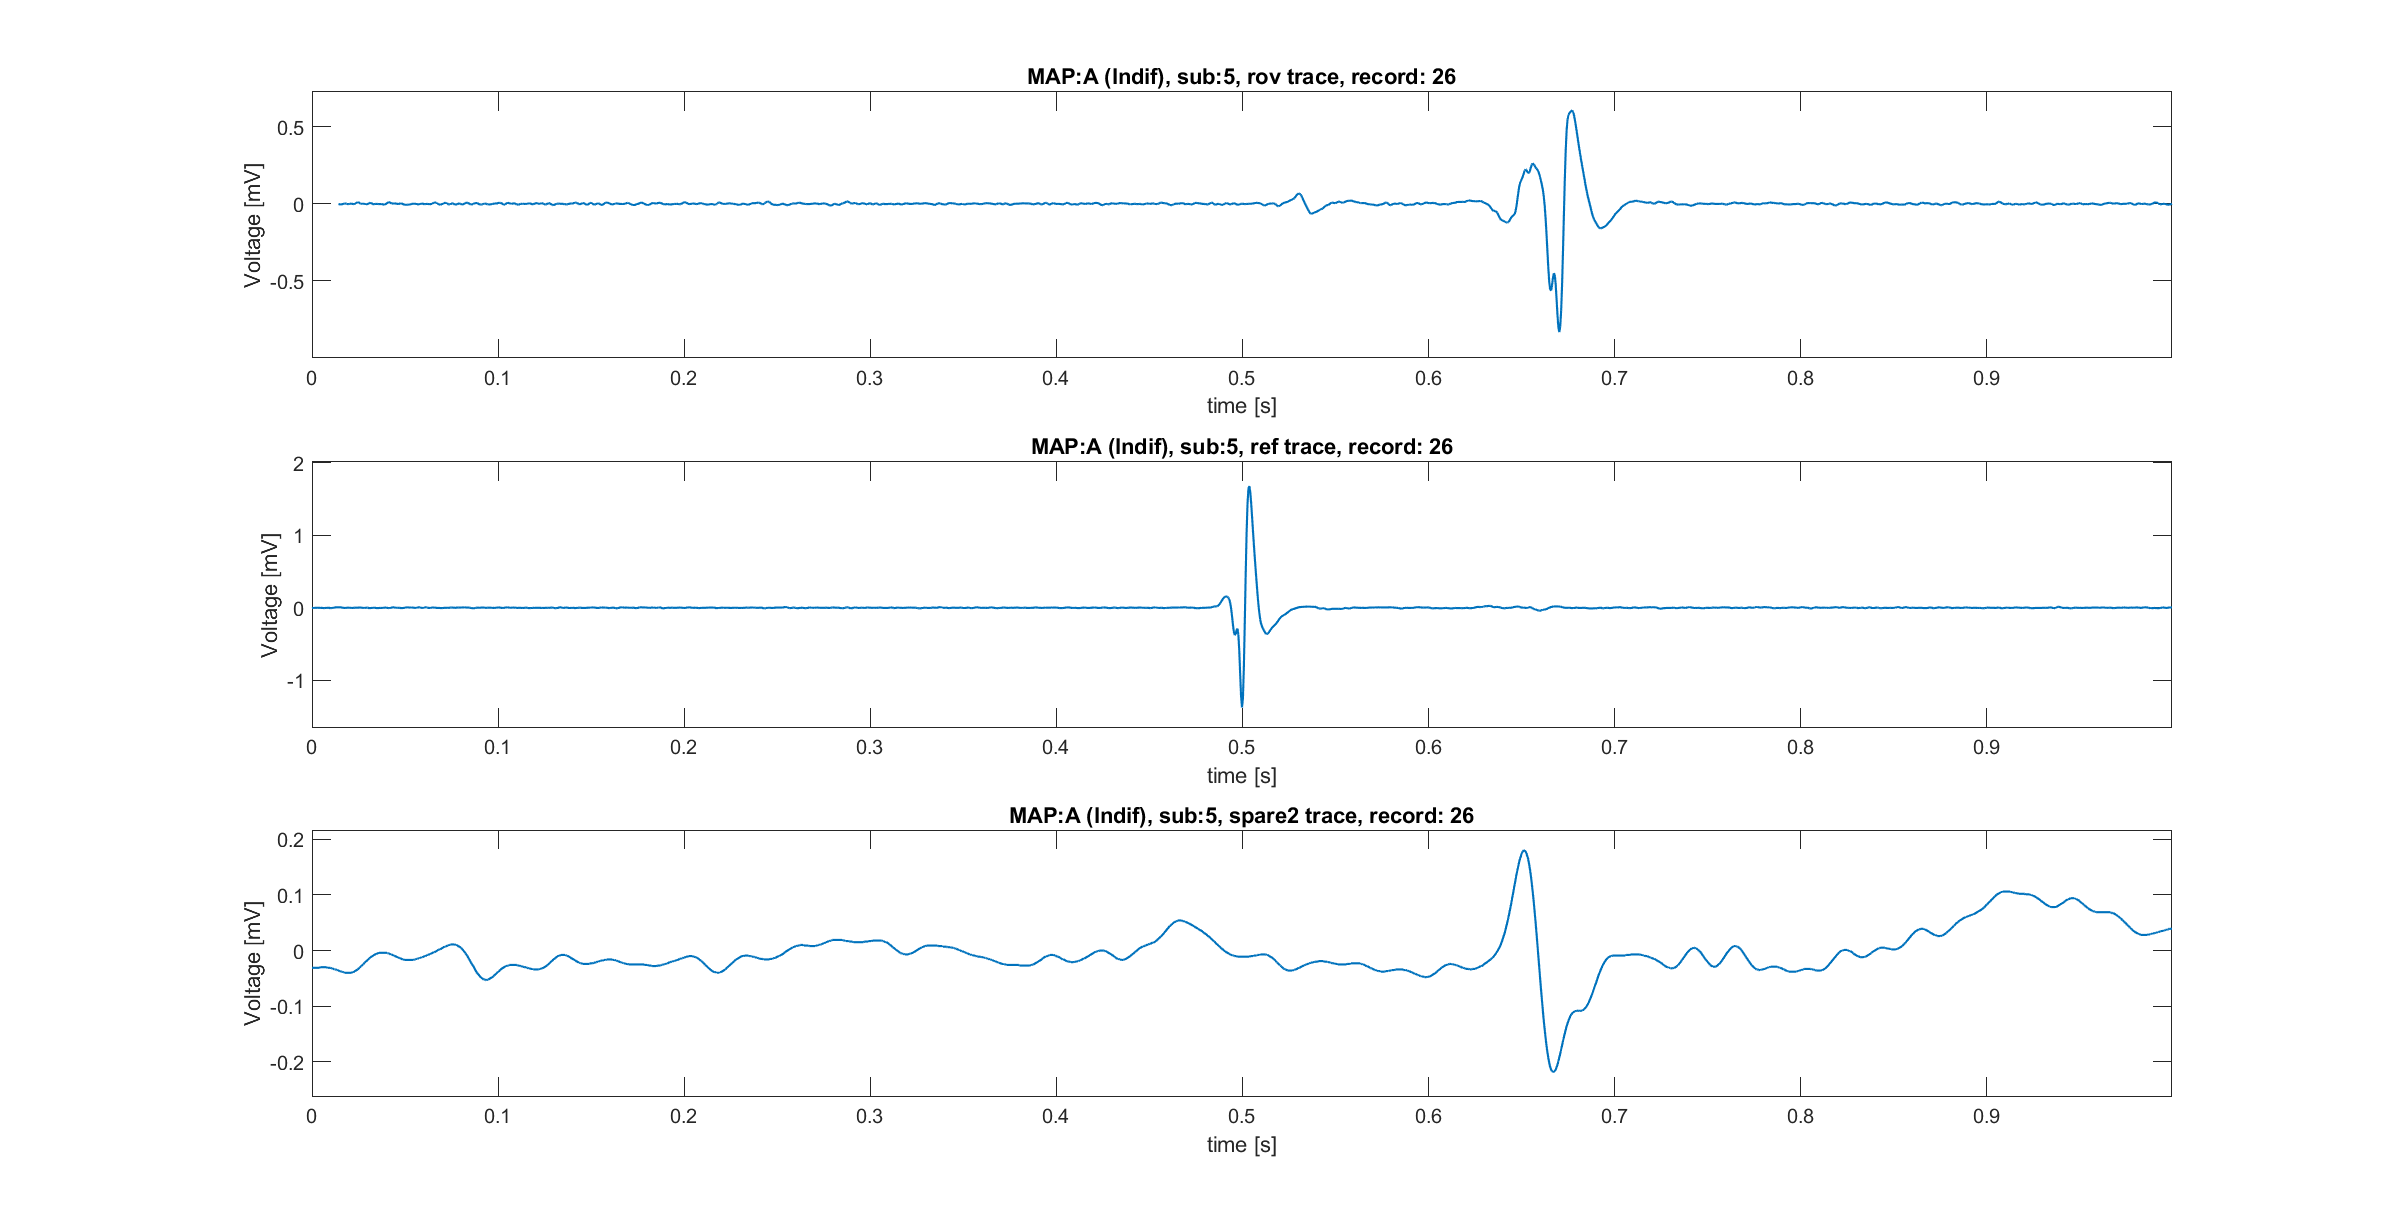 MAP:A (Indif), sub:5, rov trace, record: 26
Voltage [mV]
0.5
0
-0.5
0 0.1 0.2 0.3 0.4 0.5 0.6 0.7 0.8 0.9
time [s]
MAP:A (Indif), sub:5, ref trace, record: 26
Voltage [mV]
2
1
0
-1
0 0.1 0.2 0.3 0.4 0.5 0.6 0.7 0.8 0.9
time [s]
MAP:A (Indif), sub:5, spare2 trace, record: 26
Voltage [mV]
0.2
0.1
0
-0.1
-0.2
0 0.1 0.2 0.3 0.4 0.5 0.6 0.7 0.8 0.9
time [s]